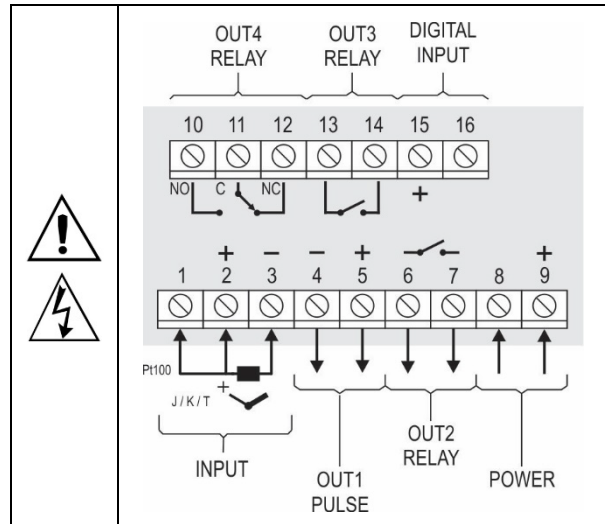 OUT4 RELAY
OUT3 RELAY
DIGITAL INPUT
10 11 12 13 14 15 16
NO C NC +
+ − − + +
1 2 3 4 5 6 7 8 9
Pt100
+
J / K / T
INPUT
OUT1 PULSE
OUT2 RELAY
POWER